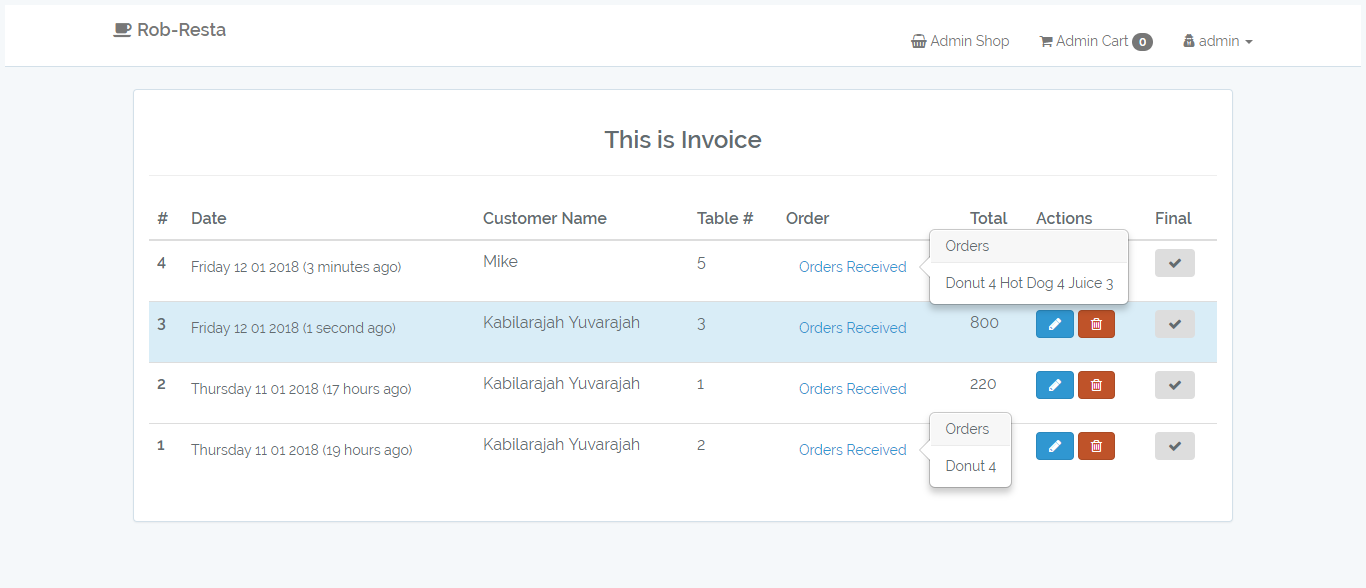 Rob-Resta
Admin Shop Admin Cart 0 admin
This is Invoice
# Date Customer Name Table # Order Total Actions Final
4 Friday 12 01 2018 (3 minutes ago) Mike 5 Orders Received
Orders
Donut 4 Hot Dog 4 Juice 3
3 Friday 12 01 2018 (1 second ago) Kabilarajah Yuvarajah 3 Orders Received 800
2 Thursday 11 01 2018 (17 hours ago) Kabilarajah Yuvarajah 1 Orders Received 220
1 Thursday 11 01 2018 (19 hours ago) Kabilarajah Yuvarajah 2 Orders Received
Orders
Donut 4